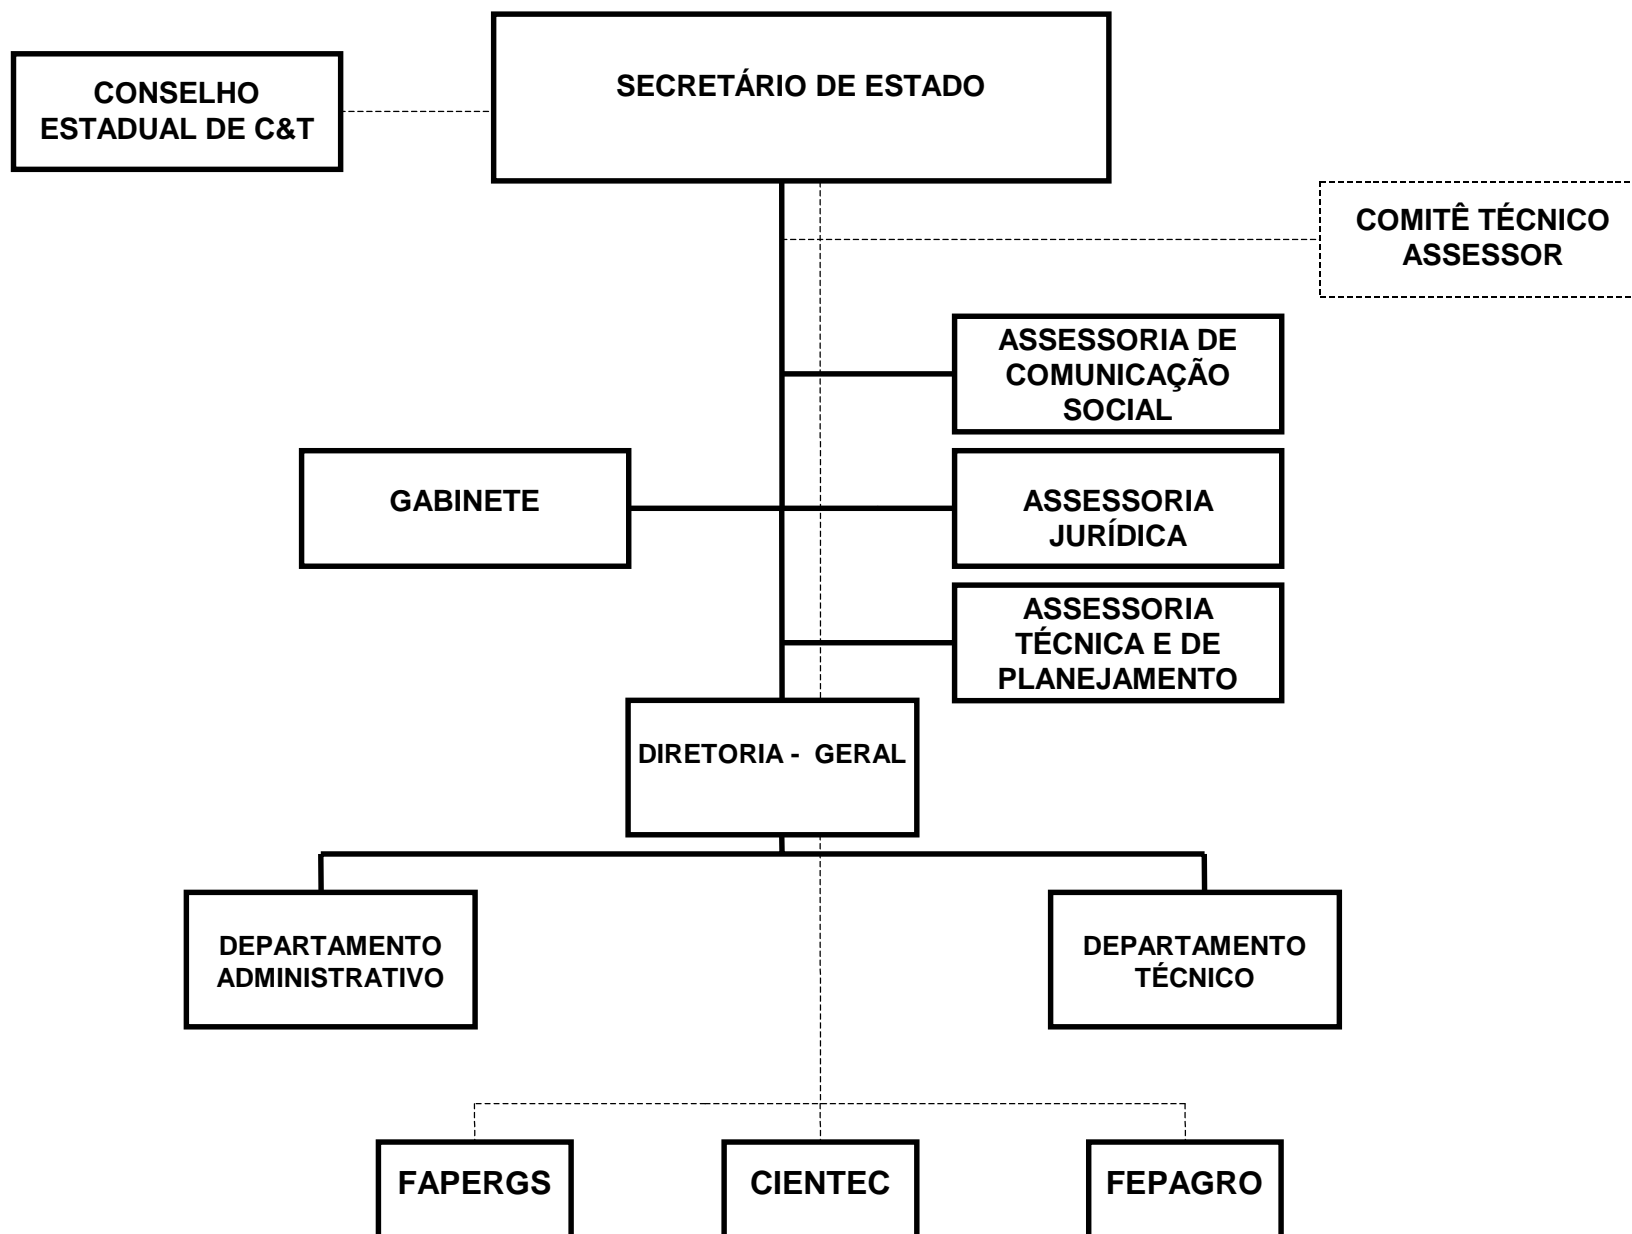 SECRETÁRIO DE ESTADO
CONSELHO
ESTADUAL DE C&T
COMITÊ TÉCNICO
ASSESSOR
ASSESSORIA DE
COMUNICAÇÃO
SOCIAL
GABINETE
ASSESSORIA
JURÍDICA
ASSESSORIA
TÉCNICA E DE
PLANEJAMENTO
DIRETORIA - GERAL
DEPARTAMENTO
ADMINISTRATIVO
DEPARTAMENTO
TÉCNICO
FAPERGS
CIENTEC
FEPAGRO